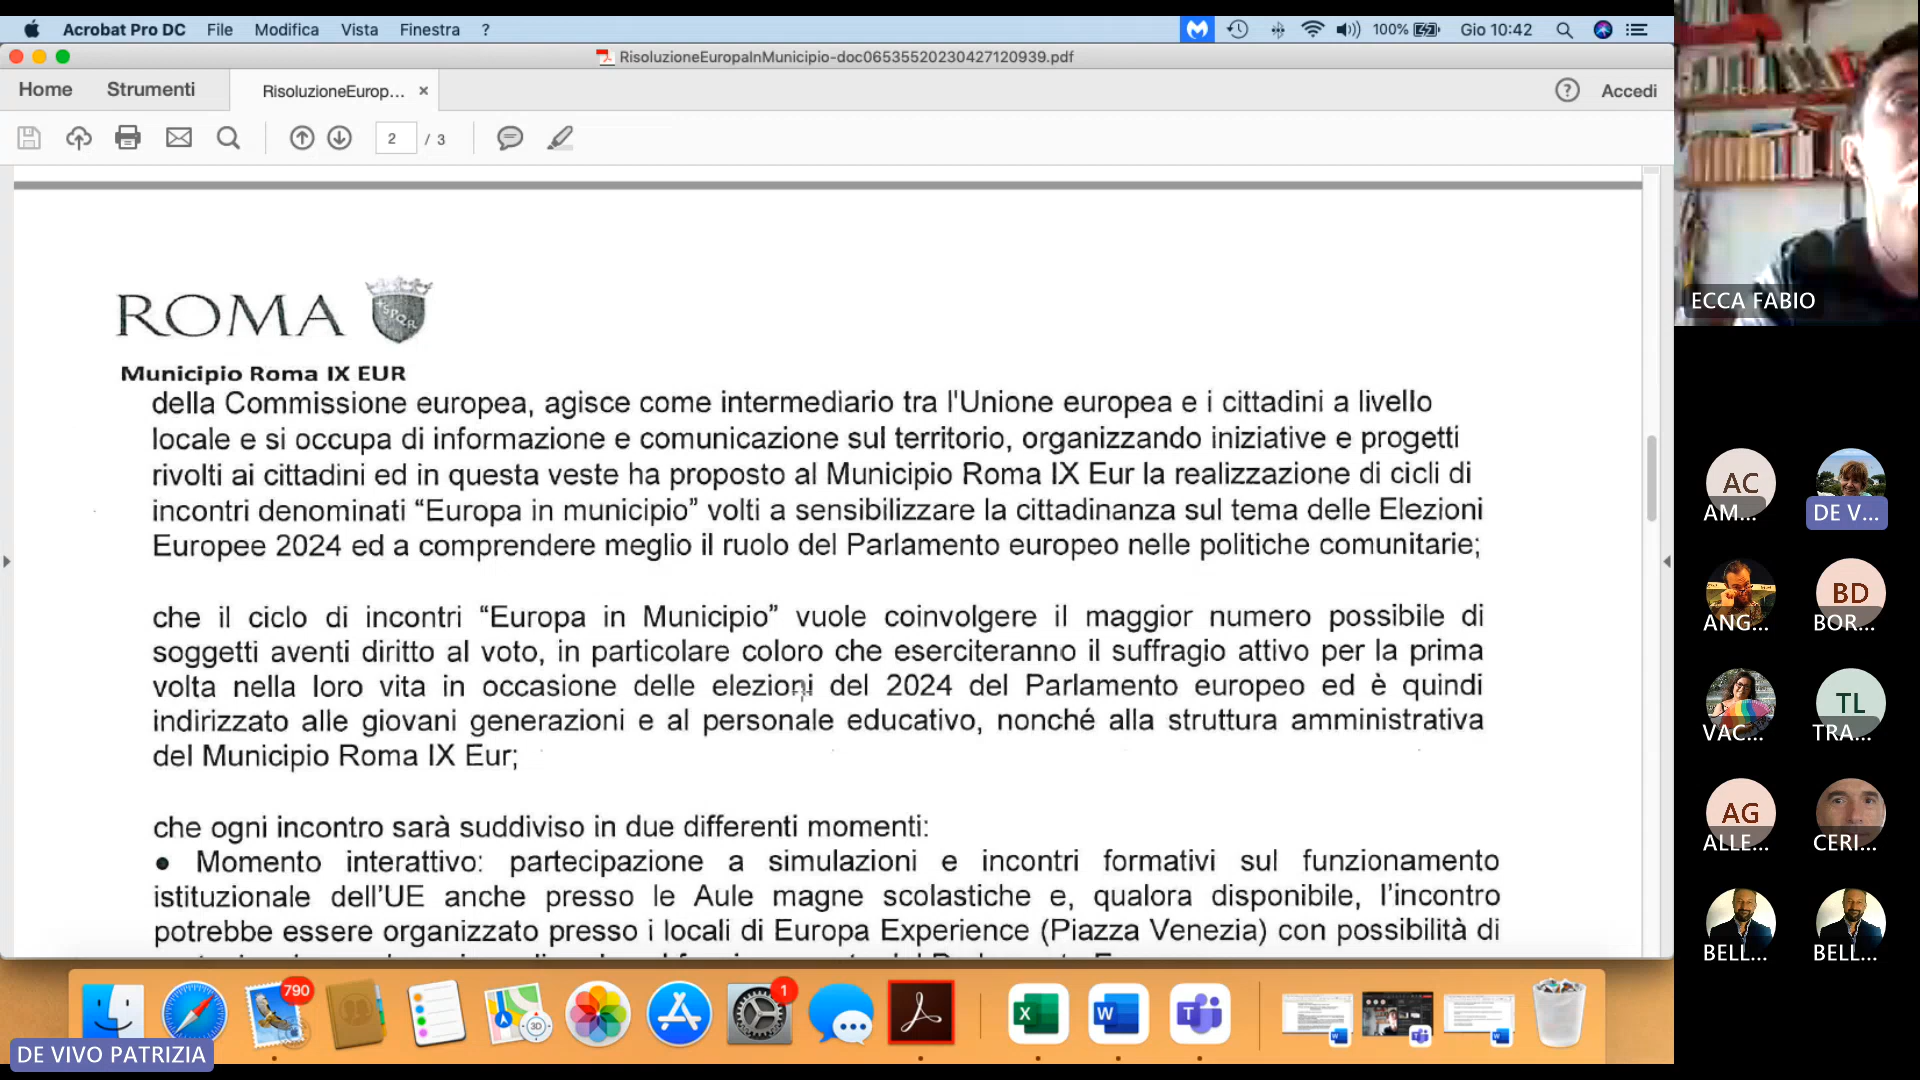 Acrobat Pro DC File Modifica Vista Finestra ?
100% Gio 10:42
RisoluzioneEuropaInMunicipio-doc06535520230427120939.pdf
Home Strumenti RisoluzioneEurop... × ? Accedi
2 / 3
ROMA
SPQR
Municipio Roma IX EUR
della Commissione europea, agisce come intermediario tra l'Unione europea e i cittadini a livello
locale e si occupa di informazione e comunicazione sul territorio, organizzando iniziative e progetti
rivolti ai cittadini ed in questa veste ha proposto al Municipio Roma IX Eur la realizzazione di cicli di
incontri denominati “Europa in municipio” volti a sensibilizzare la cittadinanza sul tema delle Elezioni
Europee 2024 ed a comprendere meglio il ruolo del Parlamento europeo nelle politiche comunitarie;
che il ciclo di incontri “Europa in Municipio” vuole coinvolgere il maggior numero possibile di
soggetti aventi diritto al voto, in particolare coloro che eserciteranno il suffragio attivo per la prima
volta nella loro vita in occasione delle elezioni del 2024 del Parlamento europeo ed è quindi
indirizzato alle giovani generazioni e al personale educativo, nonché alla struttura amministrativa
del Municipio Roma IX Eur;
che ogni incontro sarà suddiviso in due differenti momenti:
● Momento interattivo: partecipazione a simulazioni e incontri formativi sul funzionamento
istituzionale dell’UE anche presso le Aule magne scolastiche e, qualora disponibile, l’incontro
potrebbe essere organizzato presso i locali di Europa Experience (Piazza Venezia) con possibilità di
790
3D
1
X
W
T
DE VIVO PATRIZIA
ECCA FABIO
AC
AM...
DE V...
ANG...
BD
BOR...
VAC...
TL
TRA...
AG
ALLE...
CERI...
BELL...
BELL...